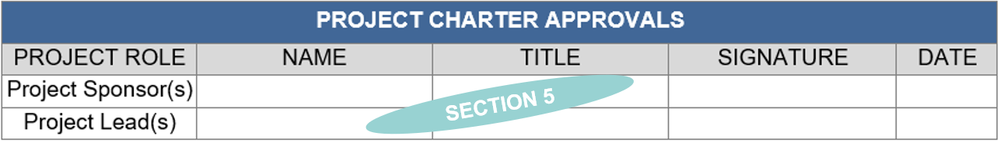 PROJECT CHARTER APPROVALS
PROJECT ROLE NAME TITLE SIGNATURE DATE
Project Sponsor(s)
SECTION 5
Project Lead(s)